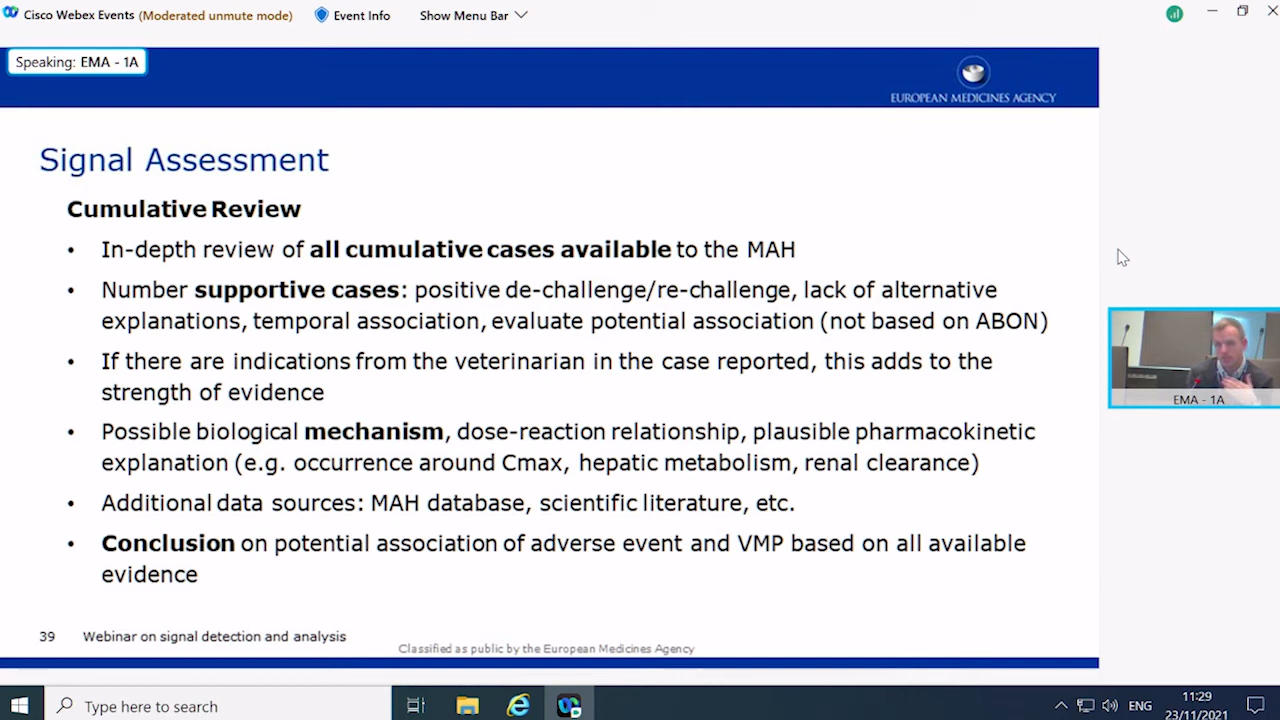 Cisco Webex Events (Moderated unmute mode) Event Info Show Menu Bar
Speaking: EMA - 1A
EUROPEAN MEDICINES AGENCY
Signal Assessment
Cumulative Review
• In-depth review of all cumulative cases available to the MAH
• Number supportive cases: positive de-challenge/re-challenge, lack of alternative
explanations, temporal association, evaluate potential association (not based on ABON)
• If there are indications from the veterinarian in the case reported, this adds to the
strength of evidence
• Possible biological mechanism, dose-reaction relationship, plausible pharmacokinetic
explanation (e.g. occurrence around Cmax, hepatic metabolism, renal clearance)
• Additional data sources: MAH database, scientific literature, etc.
• Conclusion on potential association of adverse event and VMP based on all available
evidence
EMA - 1A
39 Webinar on signal detection and analysis
Classified as public by the European Medicines Agency
Type here to search
ENG
11:29
23/11/2021